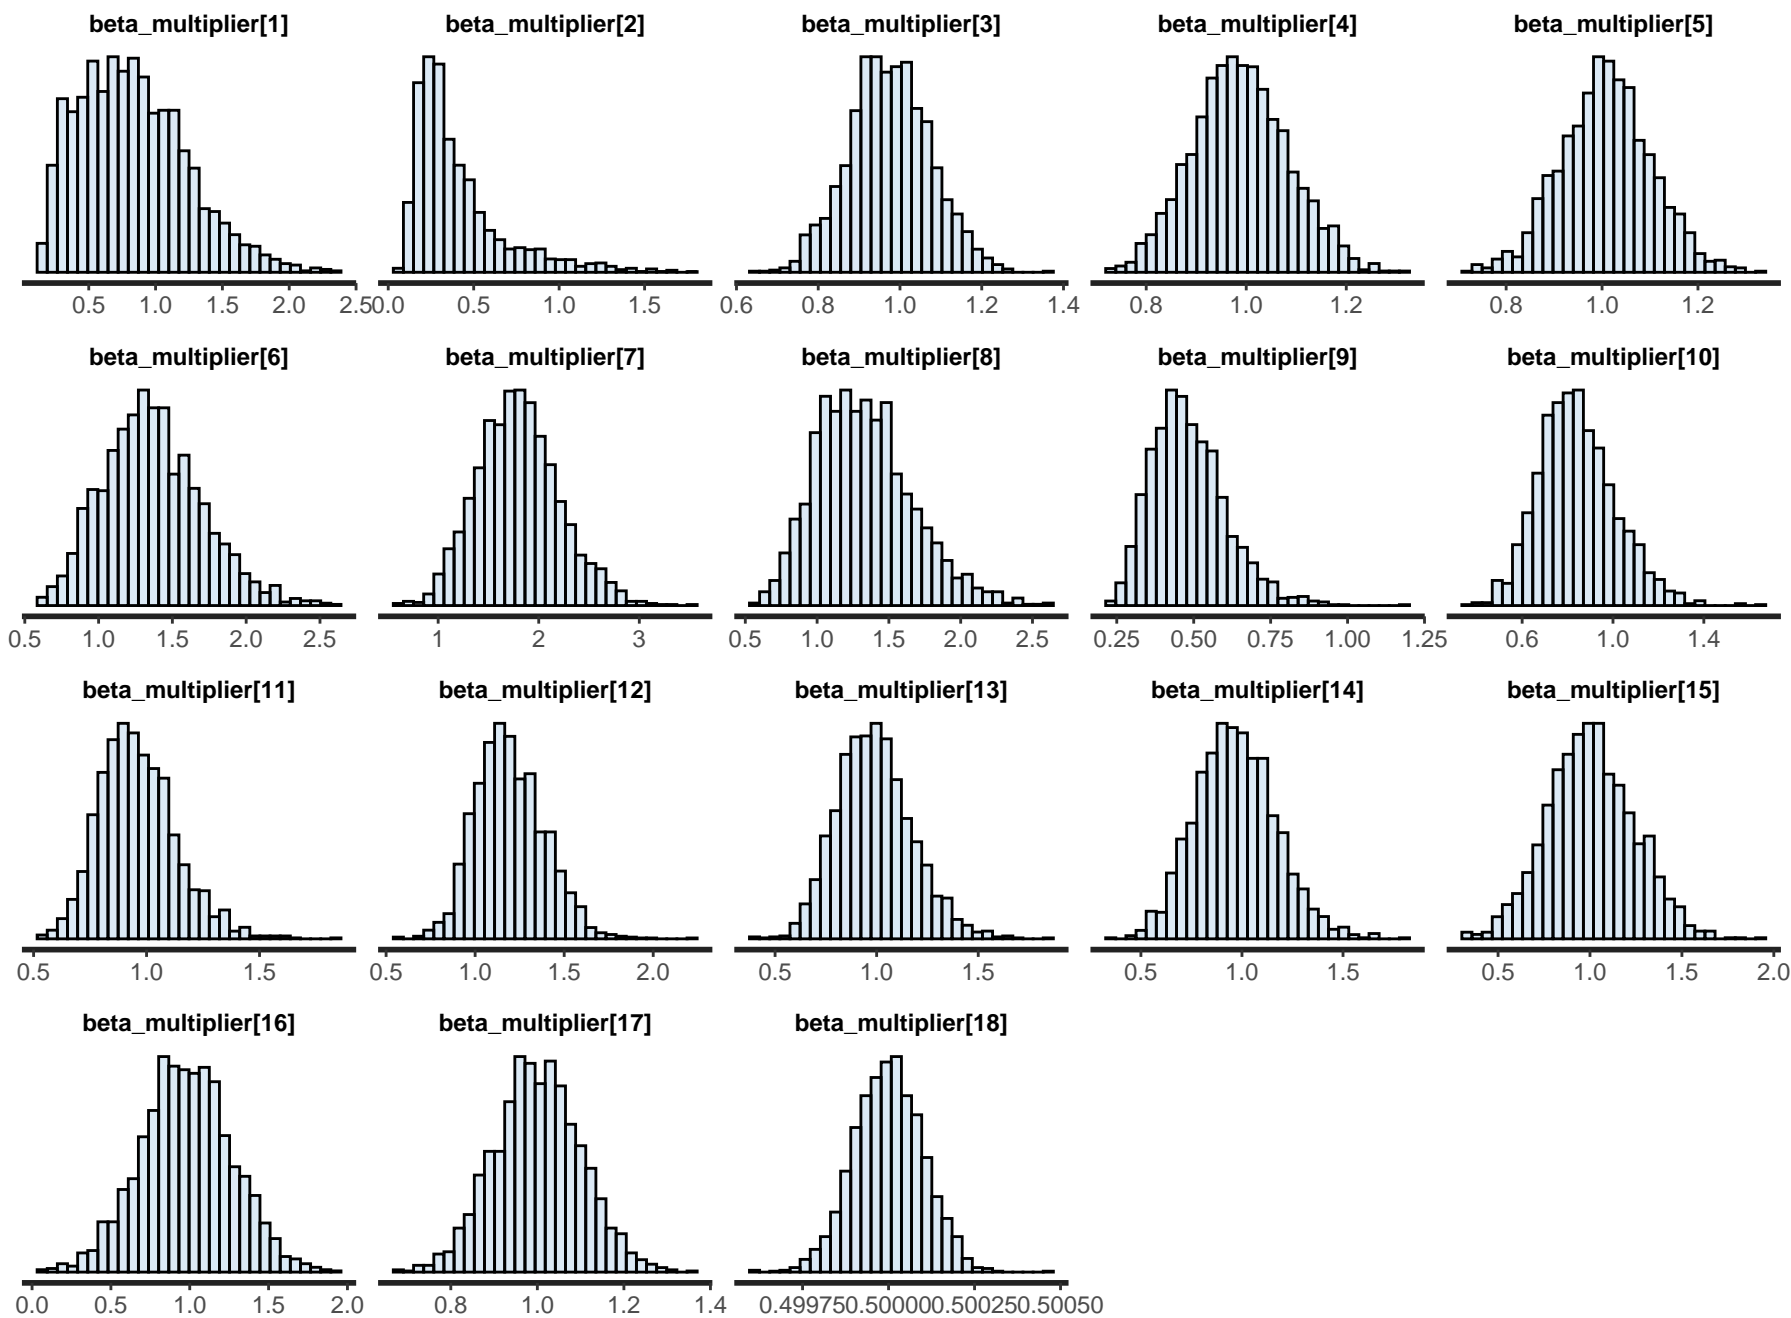 beta_multiplier[1] beta_multiplier[2] beta_multiplier[3] beta_multiplier[4] beta_multiplier[5]
0.5 1.0 1.5 2.0 2.5 0.0 0.5 1.0 1.5 0.6 0.8 1.0 1.2 1.4 0.8 1.0 1.2 0.8 1.0 1.2
beta_multiplier[6] beta_multiplier[7] beta_multiplier[8] beta_multiplier[9] beta_multiplier[10]
0.5 1.0 1.5 2.0 2.5 1 2 3 0.5 1.0 1.5 2.0 2.5 0.25 0.50 0.75 1.00 1.25 0.6 1.0 1.4
beta_multiplier[11] beta_multiplier[12] beta_multiplier[13] beta_multiplier[14] beta_multiplier[15]
0.5 1.0 1.5 0.5 1.0 1.5 2.0 0.5 1.0 1.5 0.5 1.0 1.5 0.5 1.0 1.5 2.0
beta_multiplier[16] beta_multiplier[17] beta_multiplier[18]
0.0 0.5 1.0 1.5 2.0 0.8 1.0 1.2 1.4 0.49975 0.50000 0.50025 0.50050